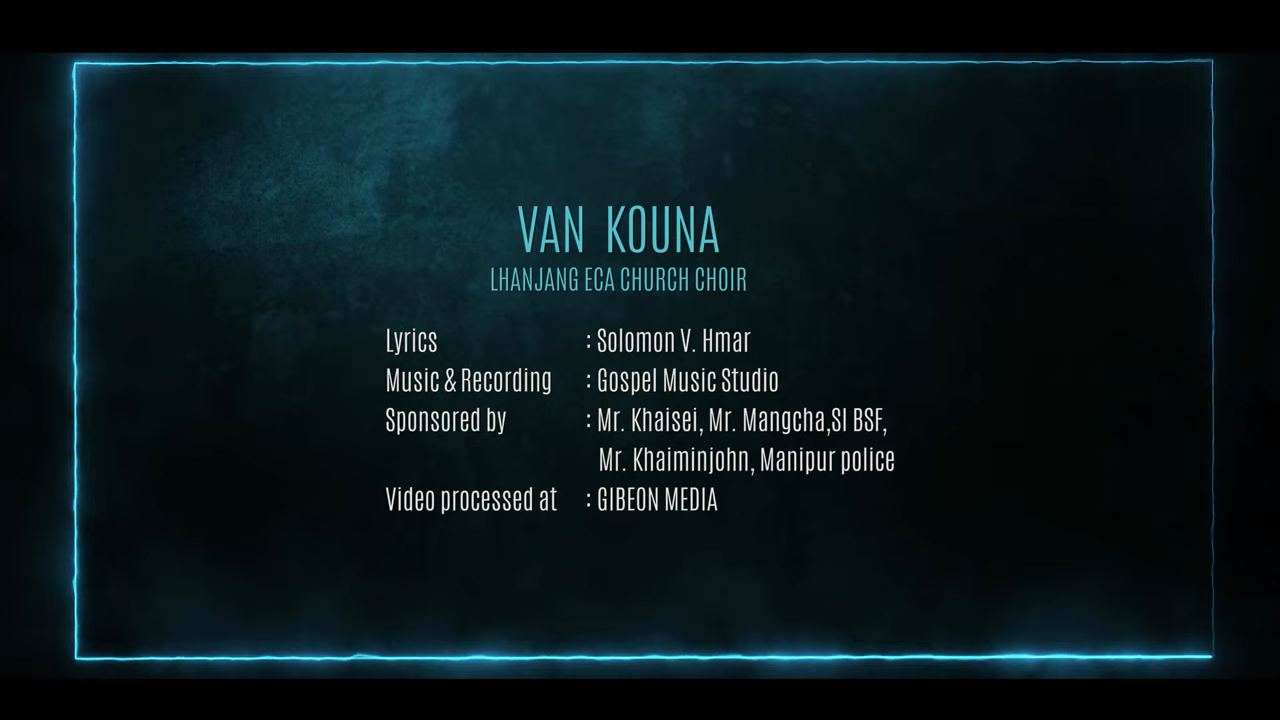 VAN KOUNA
LHANJANG ECA CHURCH CHOIR
Lyrics : Solomon V. Hmar
Music & Recording : Gospel Music Studio
Sponsored by : Mr. Khaisei, Mr. Mangcha,SI BSF,
Mr. Khaiminjohn, Manipur police
Video processed at : GIBEON MEDIA